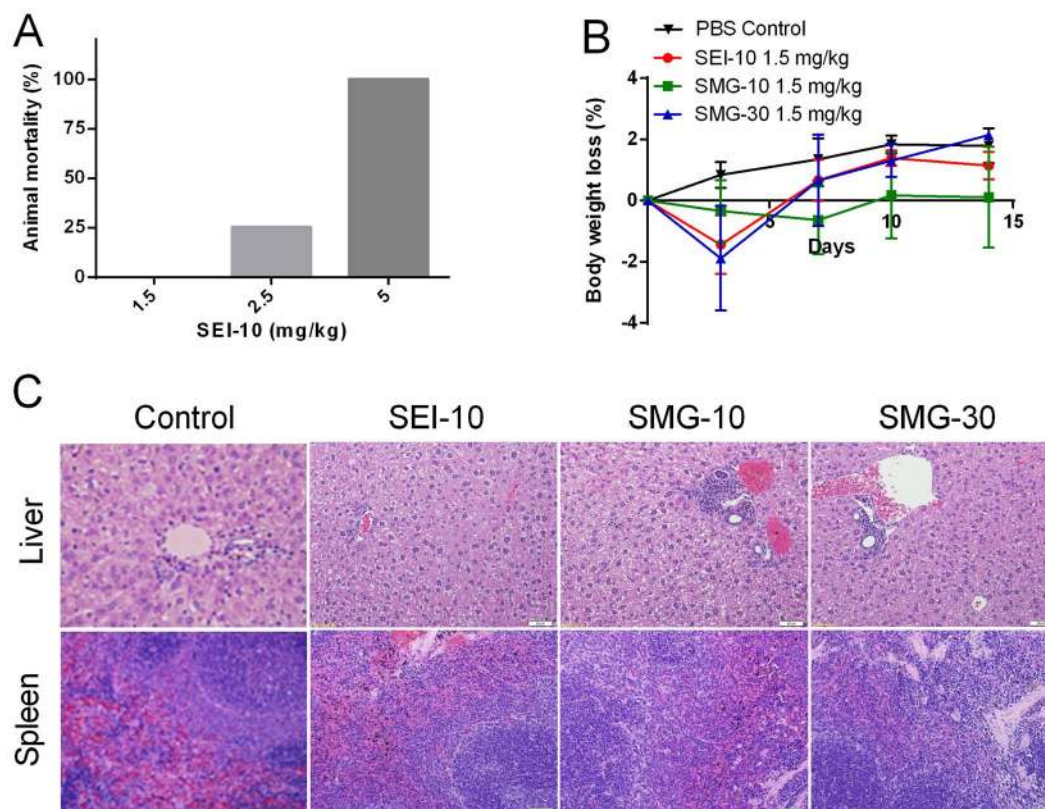 A
Animal mortality (%)
100
75
50
25
0
1.5
2.5
5
SEI-10 (mg/kg)
B
PBS Control
SEI-10 1.5 mg/kg
SMG-10 1.5 mg/kg
SMG-30 1.5 mg/kg
Body weight loss (%)
4
2
0
-2
-4
5
10
15
Days
C
Control
SEI-10
SMG-10
SMG-30
Liver
Spleen